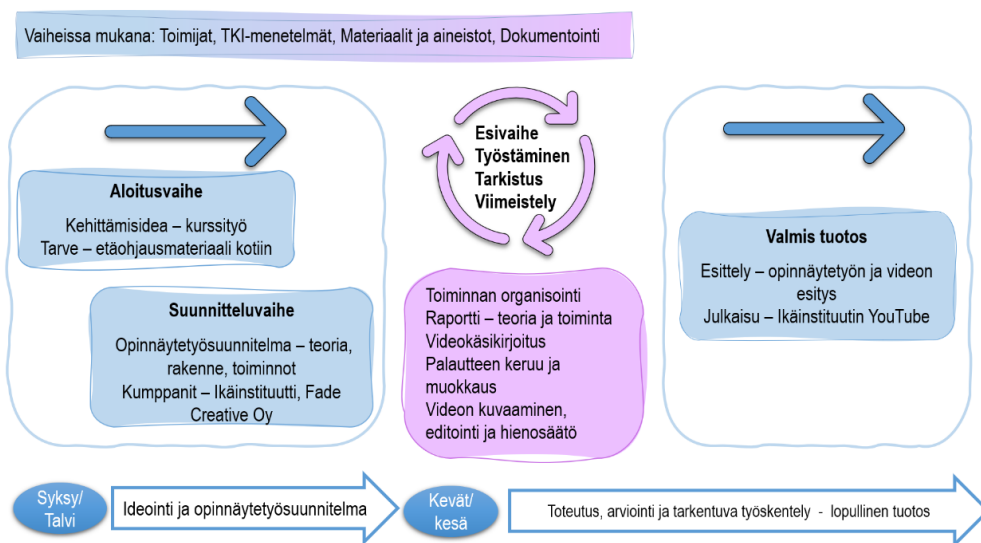 Vaiheissa mukana: Toimijat, TKI-menetelmät, Materiaalit ja aineistot, Dokumentointi
Aloitusvaihe
Kehittämisidea – kurssityö
Tarve – etäohjausmateriaali kotiin
Suunnitteluvaihe
Opinnäytetyösuunnitelma – teoria,
rakenne, toiminnot
Kumppanit – Ikäinstituutti, Fade
Creative Oy
Esivaihe
Työstäminen
Tarkistus
Viimeistely
Toiminnan organisointi
Raportti – teoria ja toiminta
Videokäsikirjoitus
Palautteen keruu ja
muokkaus
Videon kuvaaminen,
editointi ja hienosäätö
Valmis tuotos
Esittely – opinnäytetyön ja videon
esitys
Julkaisu – Ikäinstituutin YouTube
Syksy/
Talvi
Ideointi ja opinnäytetyösuunnitelma
Kevät/
kesä
Toteutus, arviointi ja tarkentuva työskentely - lopullinen tuotos